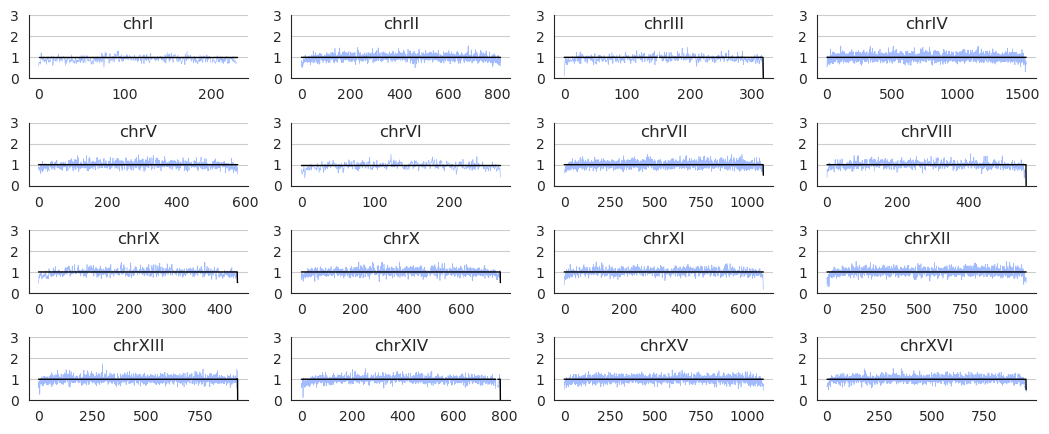 3 chrI 3 chrII 3 chrIII 3 chrIV
2 2 2 2
1 1 1 1
0 0 0 0
0 100 200 0 200 400 600 800 0 100 200 300 0 500 1000 1500
3 chrV 3 chrVI 3 chrVII 3 chrVIII
2 2 2 2
1 1 1 1
0 0 0 0
0 200 400 600 0 100 200 0 250 500 750 1000 0 200 400
3 chrIX 3 chrX 3 chrXI 3 chrXII
2 2 2 2
1 1 1 1
0 0 0 0
0 100 200 300 400 0 200 400 600 0 200 400 600 0 250 500 750 1000
3 chrXIII 3 chrXIV 3 chrXV 3 chrXVI
2 2 2 2
1 1 1 1
0 0 0 0
0 250 500 750 0 200 400 600 800 0 250 500 750 1000 0 250 500 750